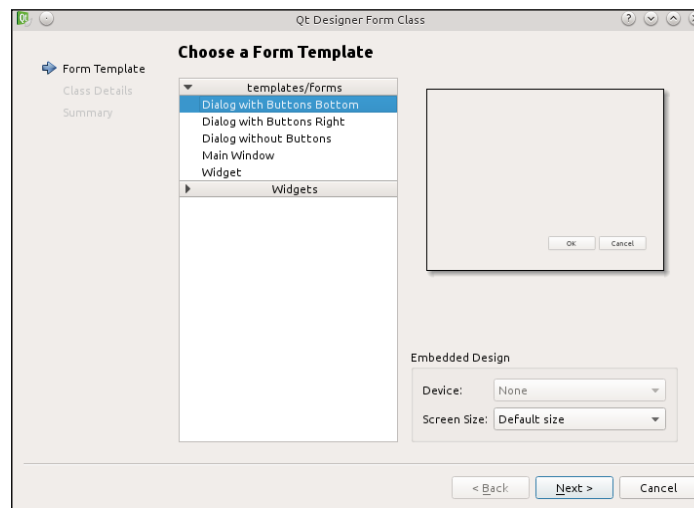 Qt Designer Form Class
Choose a Form Template
Form Template
Class Details
Summary
templates/forms
Dialog with Buttons Bottom
Dialog with Buttons Right
Dialog without Buttons
Main Window
Widget
Widgets
OK Cancel
Embedded Design
Device: None
Screen Size: Default size
< Back Next > Cancel